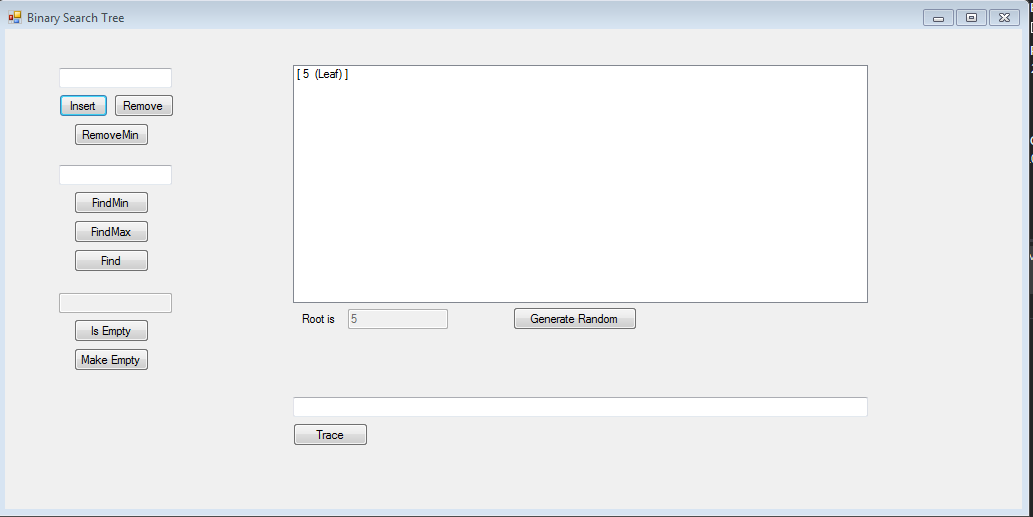 Binary Search Tree
Insert
Remove
RemoveMin
FindMin
FindMax
Find
Is Empty
Make Empty
[ 5 (Leaf) ]
Root is 5
Generate Random
Trace